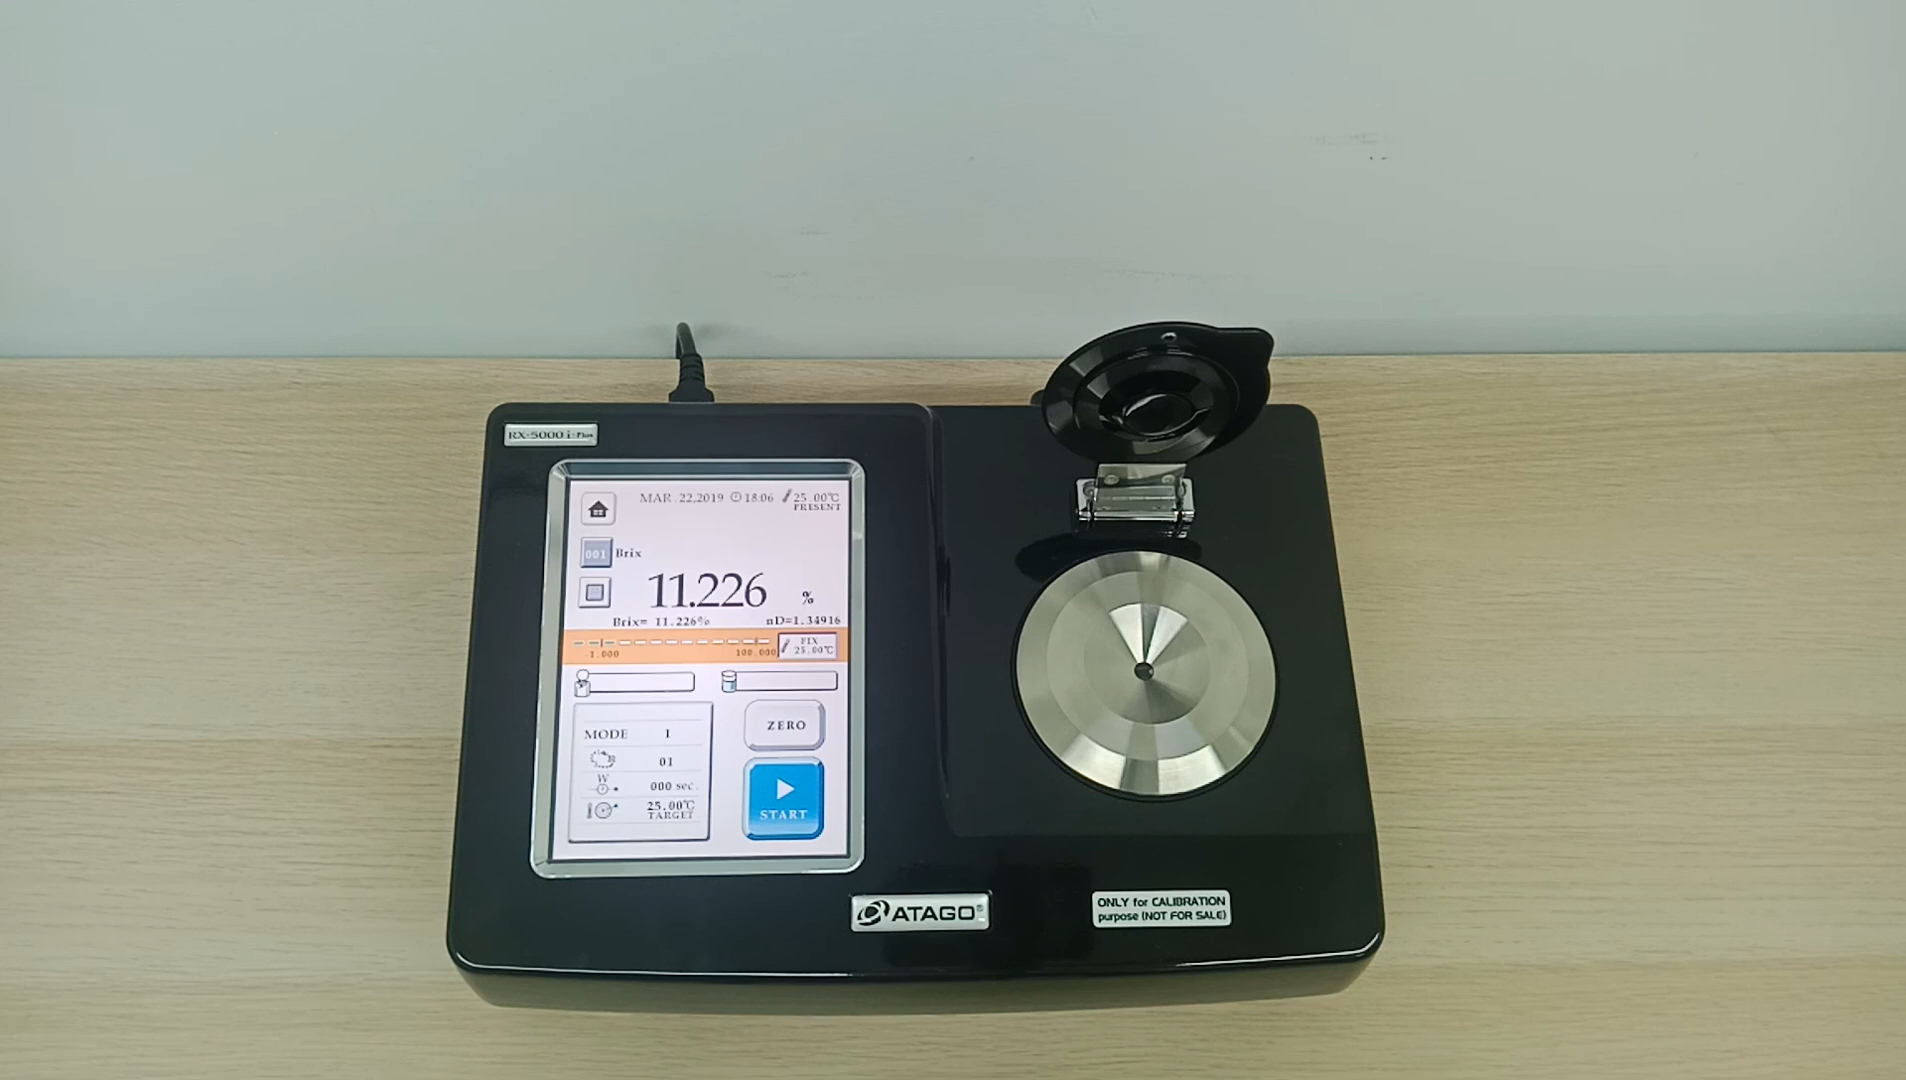 RX-5000i-Plus
MAR.22,2019 18:06 25.00℃
PRESENT
001 Brix
11.226 %
Brix= 11.226% nD=1.34916
-1.000 100.000
FIX
25.00℃
MODE 1
01
W
000 sec.
25.00℃
TARGET
ZERO
START
ATAGO®
ONLY for CALIBRATION
purpose (NOT FOR SALE)